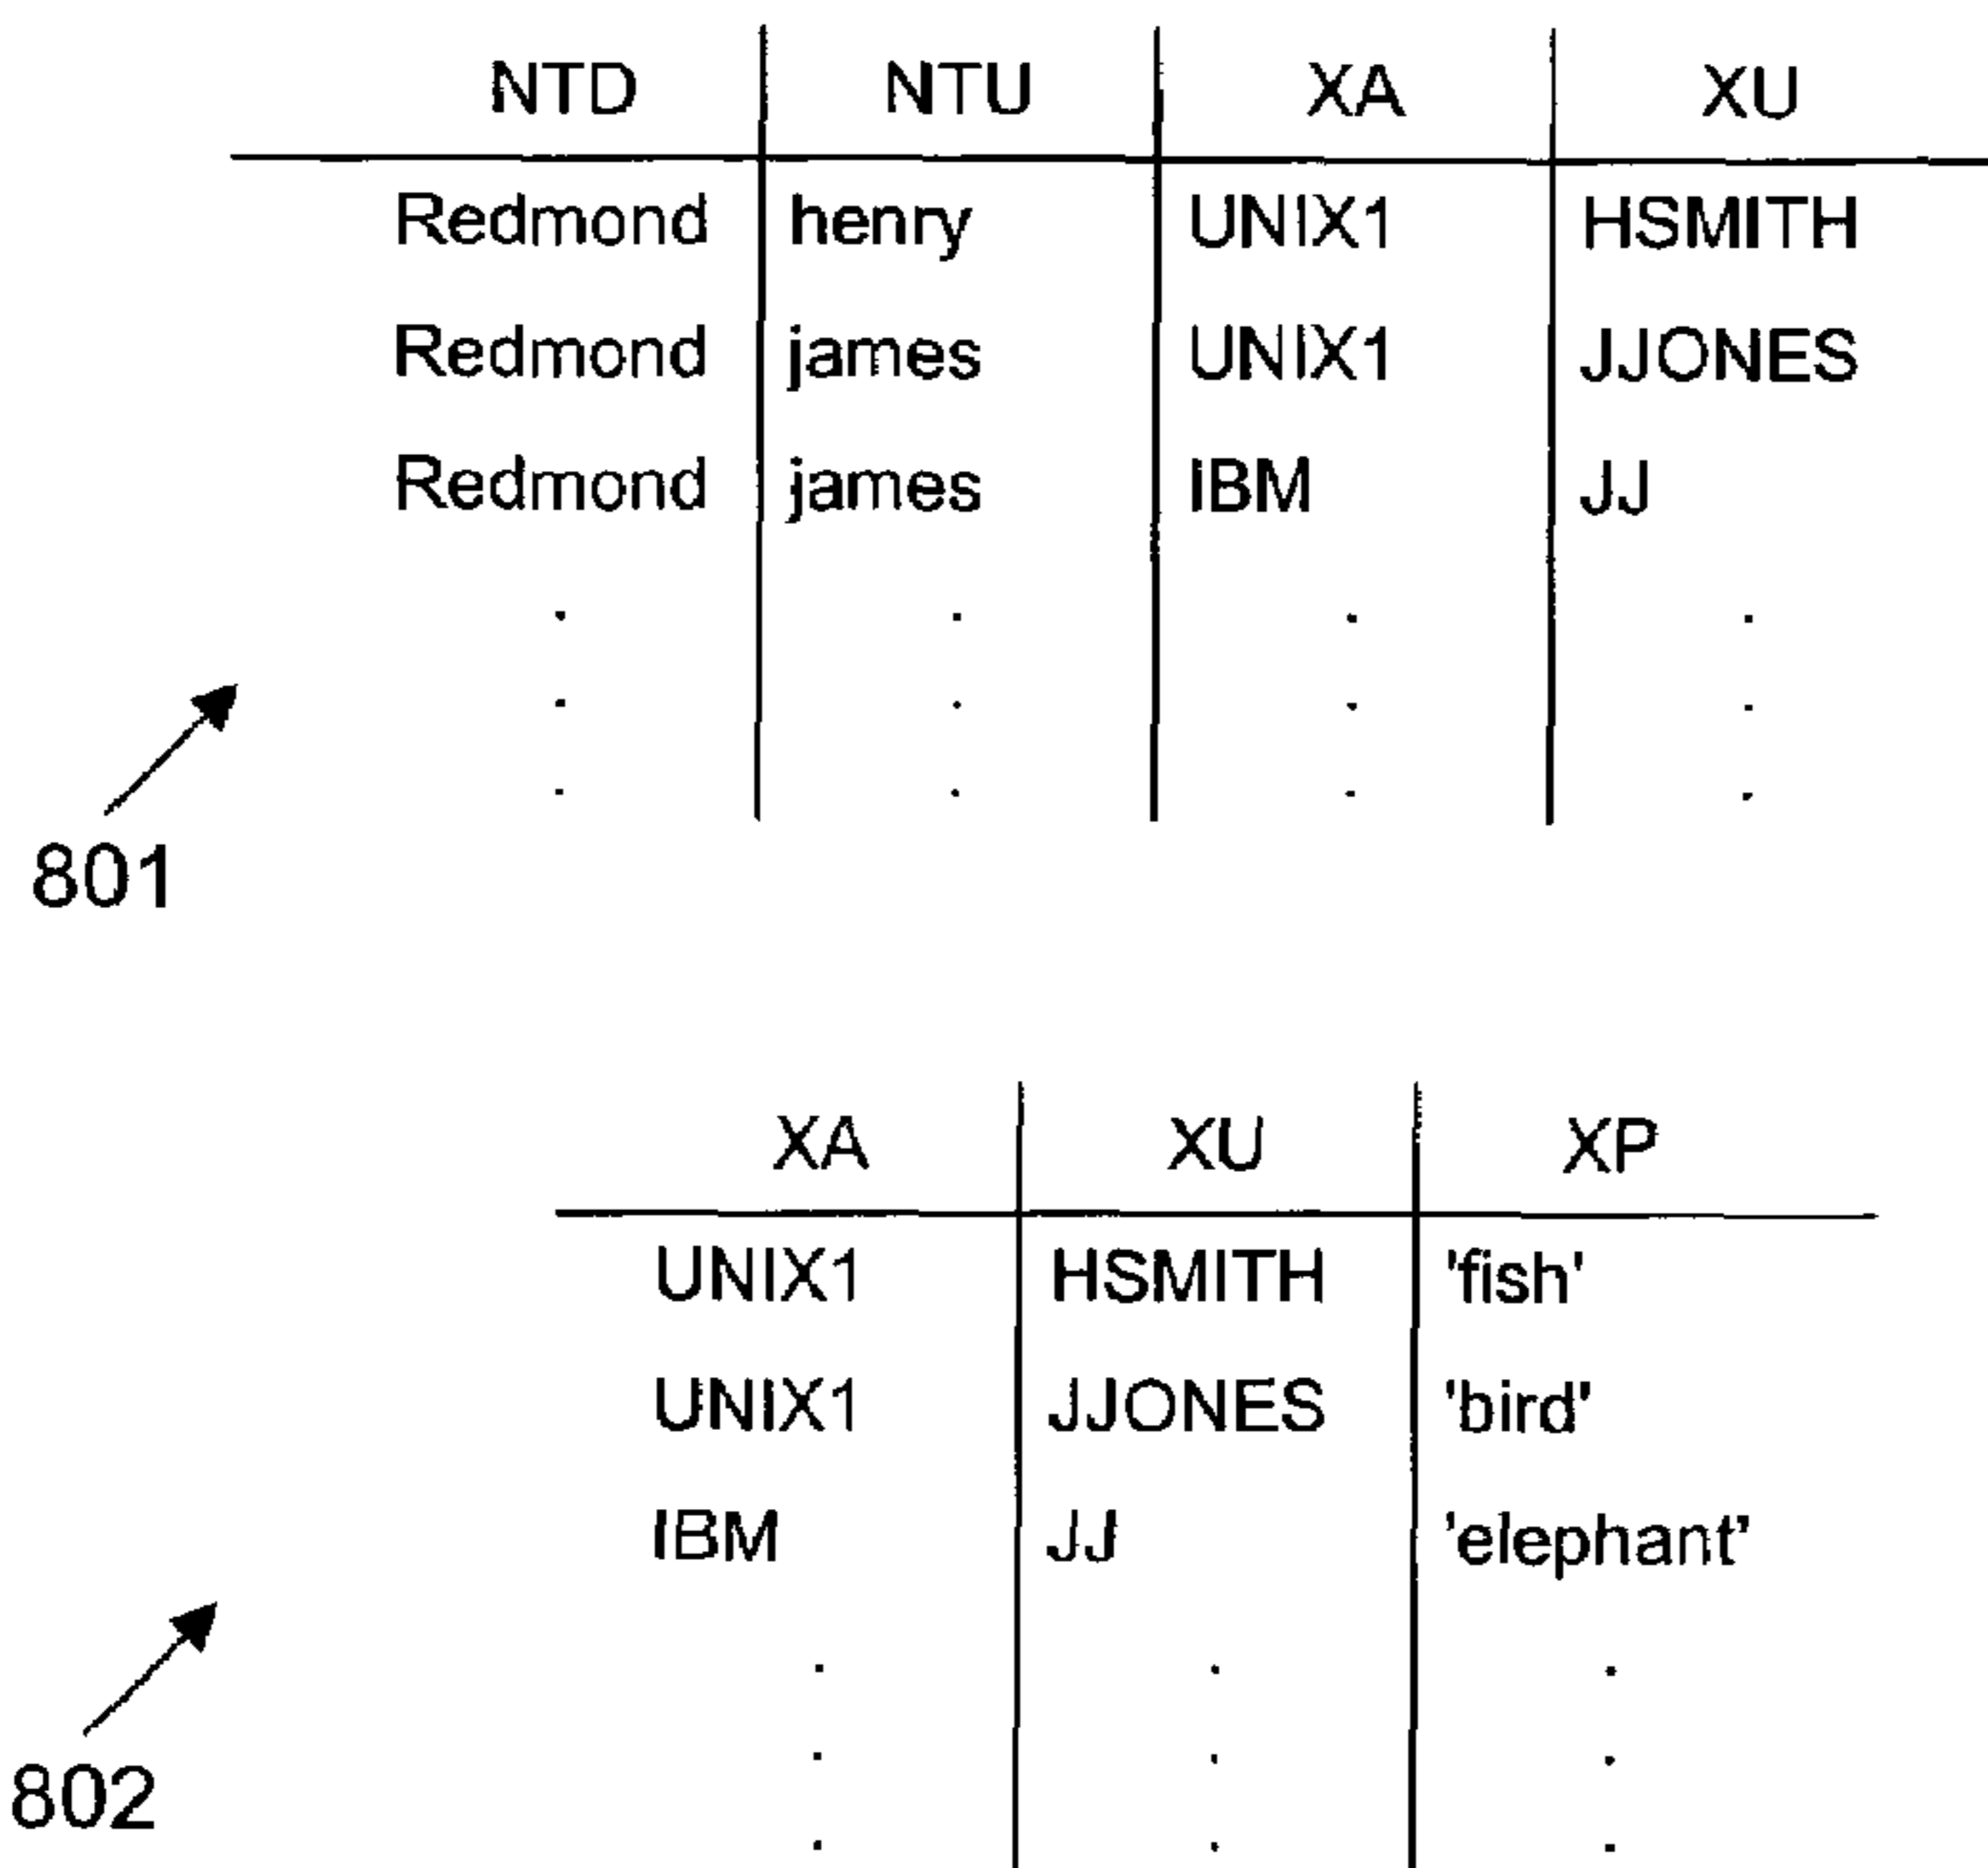 NTD NTU XA XU
Redmond henry UNIX1 HSMITH
Redmond james UNIX1 JJONES
Redmond james IBM JJ
. . . .
. . . .
. . . .
801
XA XU XP
UNIX1 HSMITH 'fish'
UNIX1 JJONES 'bird'
IBM JJ 'elephant'
. . .
. . .
802
. . .